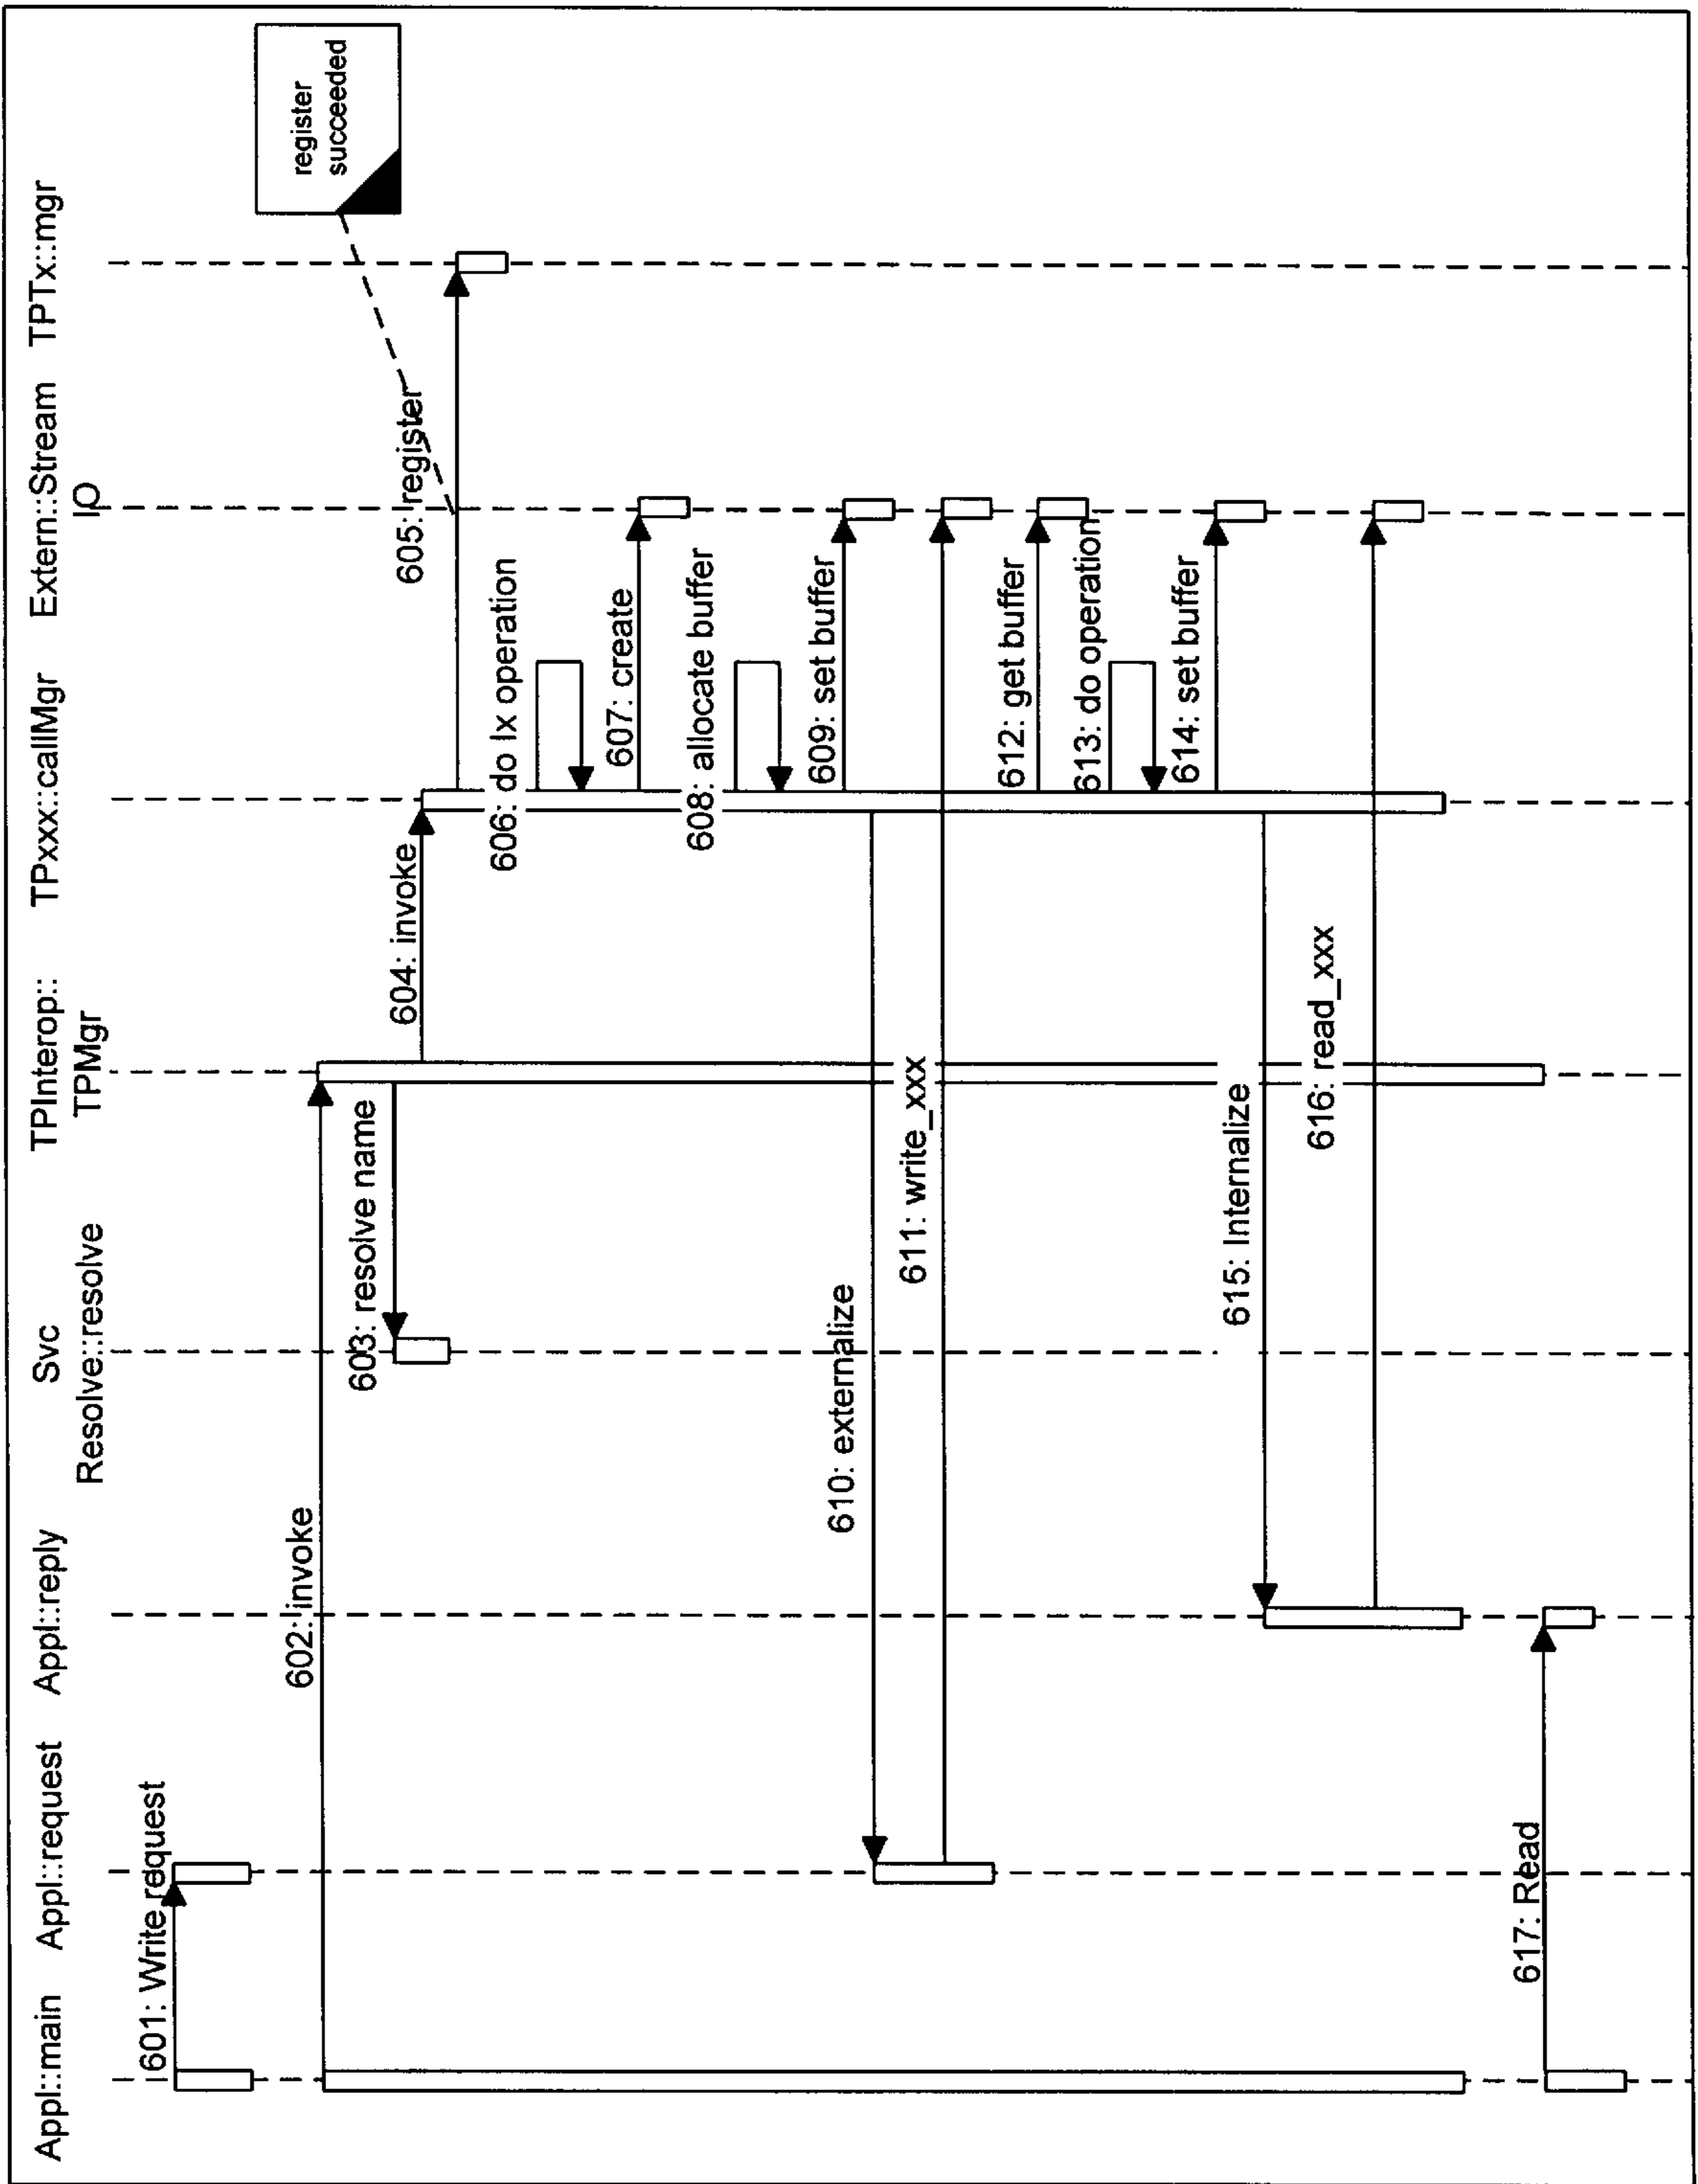 Appl::main
Appl::request
Appl::reply
Svc
Resolve::resolve
TPInterop::
TPMgr
TPxxx::callMgr
Extern::Stream
IO
TPTx::mgr
601: Write request
602: invoke
603: resolve name
604: invoke
605: register
register
succeeded
606: do Ix operation
607: create
608: allocate buffer
609: set buffer
610: externalize
611: write_xxx
612: get buffer
613: do operation
614: set buffer
615: Internalize
616: read_xxx
617: Read